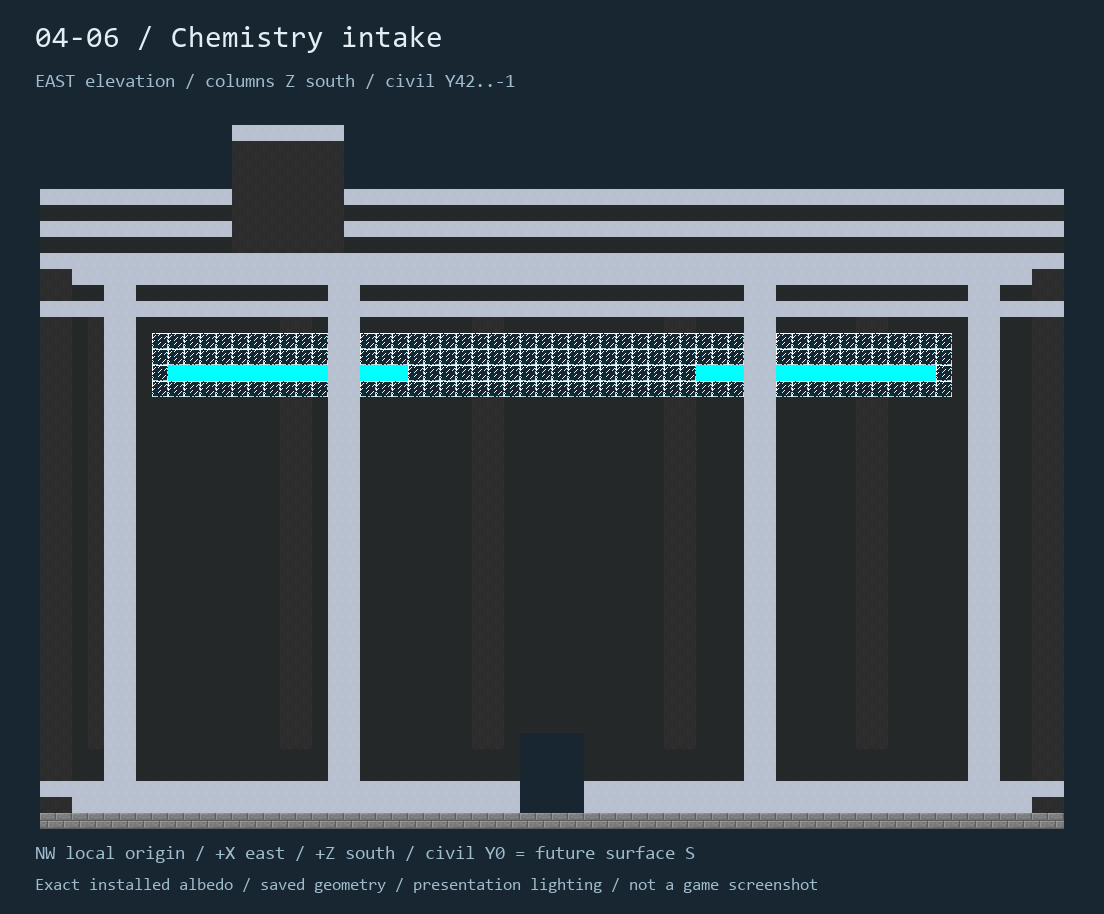 04-06 / Chemistry intake
EAST elevation / columns Z south / civil Y42..-1
NW local origin / +X east / +Z south / civil Y0 = future surface S
Exact installed albedo / saved geometry / presentation lighting / not a game screenshot